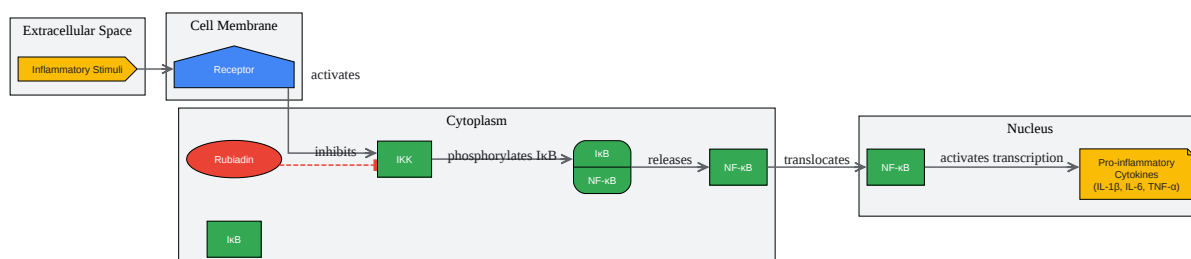 Extracellular Space
Inflammatory Stimuli
Cell Membrane
Receptor
activates
Cytoplasm
Rubiadin
inhibits
IKK
phosphorylates IκB
IκB
NF-κB
releases
NF-κB
translocates
IκB
Nucleus
NF-κB
activates transcription
Pro-inflammatory
Cytokines
(IL-1β, IL-6, TNF-α)